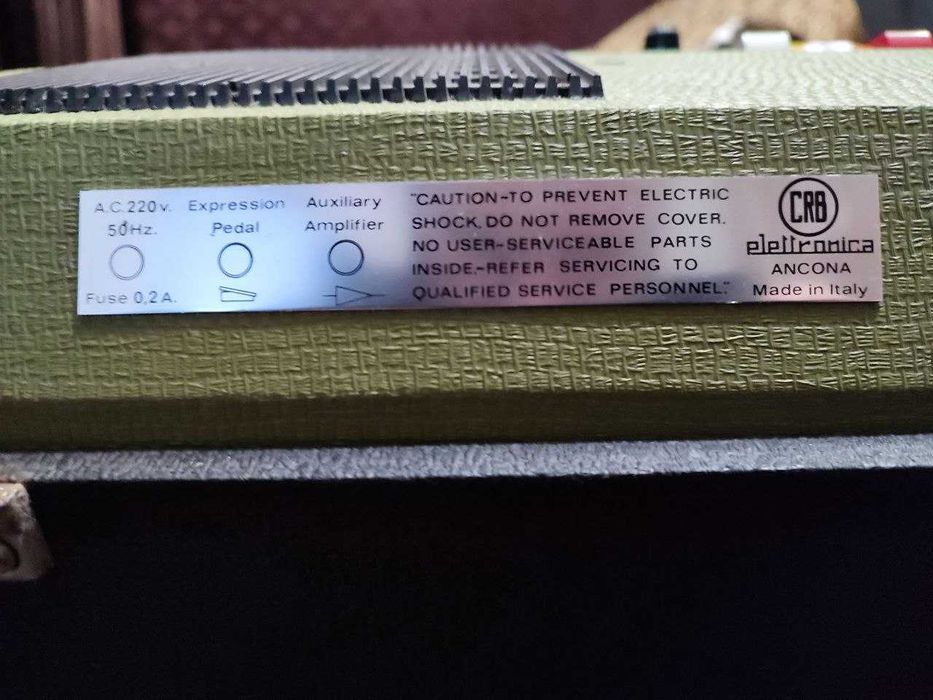 A.C.220v.
50Hz.
Fuse 0,2A.
Expression
Pedal
Auxiliary
Amplifier
"CAUTION-TO PREVENT ELECTRIC
SHOCK, DO NOT REMOVE COVER.
NO USER-SERVICEABLE PARTS
INSIDE.-REFER SERVICING TO
QUALIFIED SERVICE PERSONNEL."
CRB
elettronica
ANCONA
Made in Italy